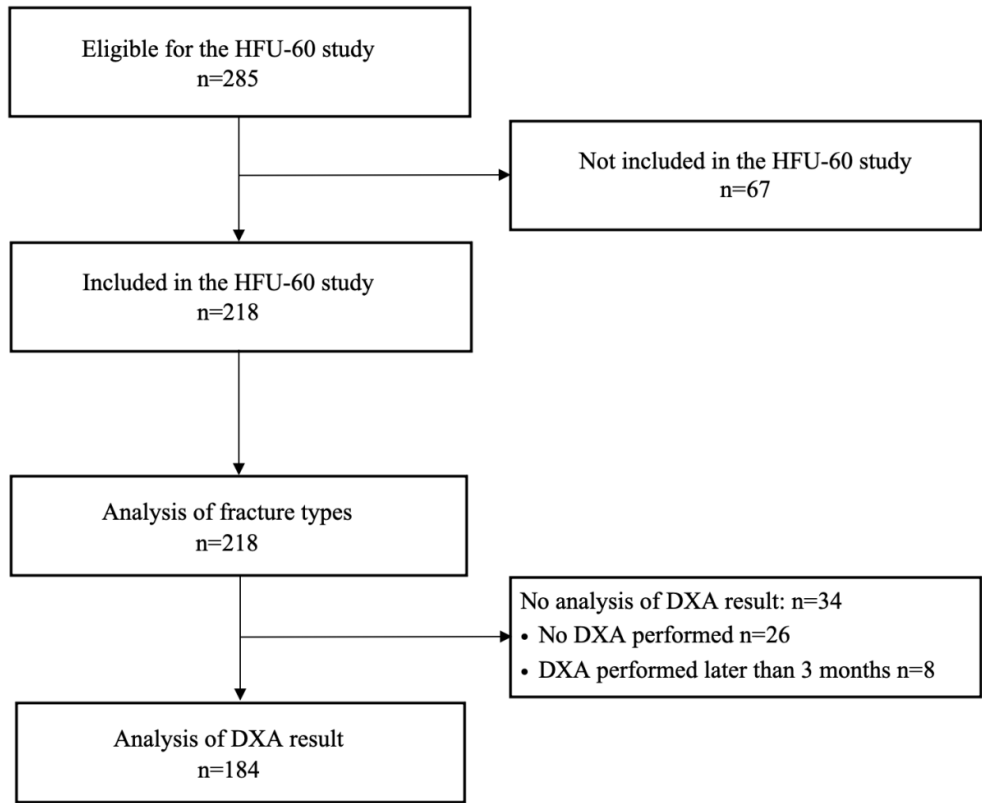 Eligible for the HFU-60 study
n=285
Not included in the HFU-60 study
n=67
Included in the HFU-60 study
n=218
Analysis of fracture types
n=218
No analysis of DXA result: n=34
• No DXA performed n=26
• DXA performed later than 3 months n=8
Analysis of DXA result
n=184